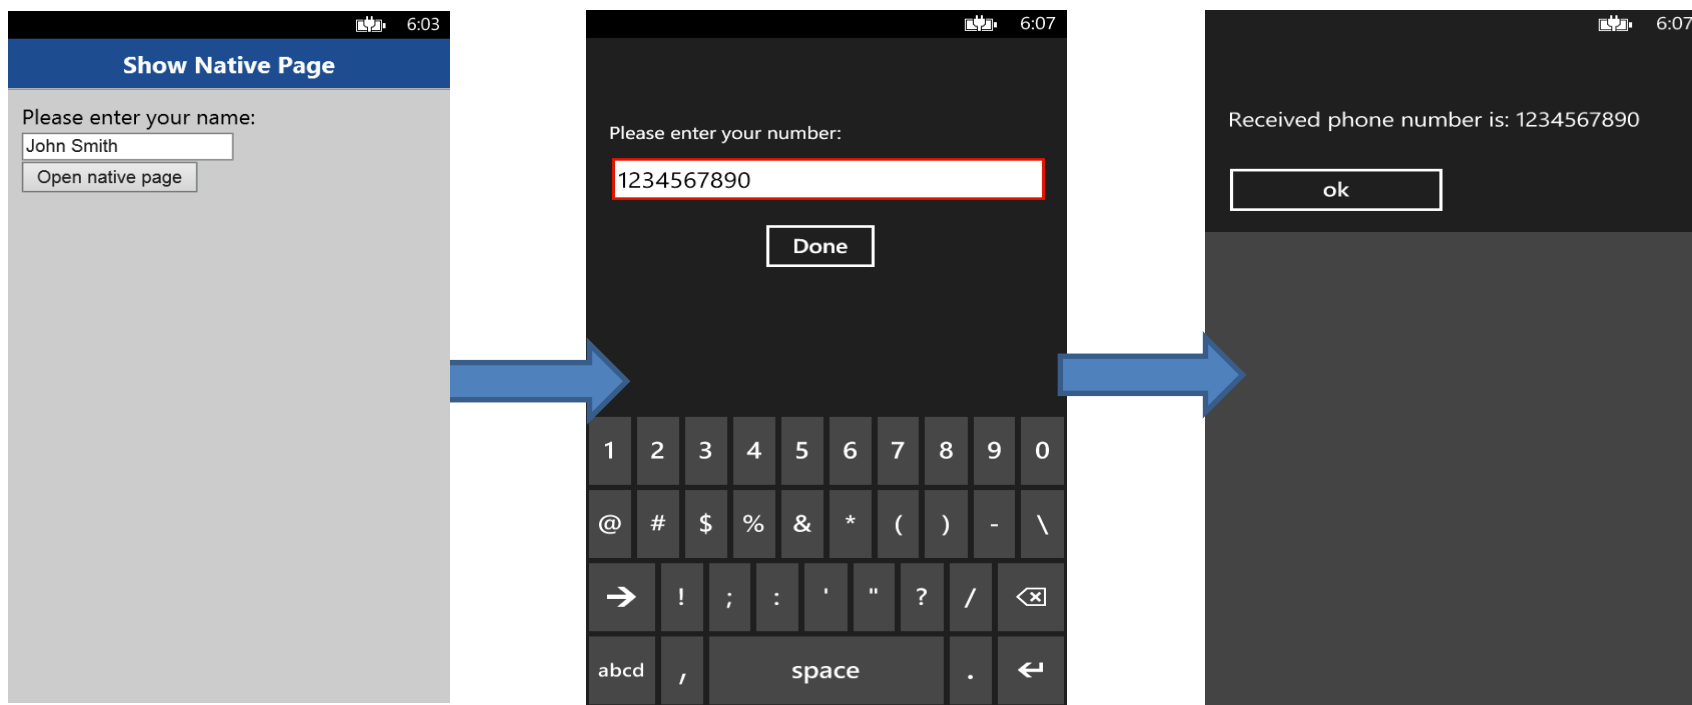 6:03
Show Native Page
Please enter your name:
John Smith
Open native page
6:07
Please enter your number:
1234567890
Done
1 2 3 4 5 6 7 8 9 0
@ # $ % & * ( ) - \
! ; : ' " ? /
abcd , space .
6:07
Received phone number is: 1234567890
ok